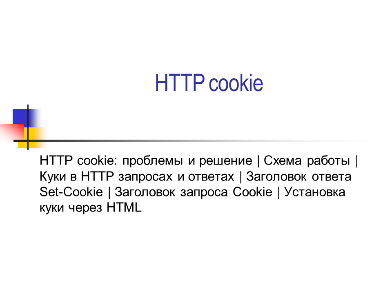 HTTP cookie
HTTP cookie: проблемы и решение | Схема работы |
Куки в HTTP запросах и ответах | Заголовок ответа
Set-Cookie | Заголовок запроса Cookie | Установка
куки через HTML